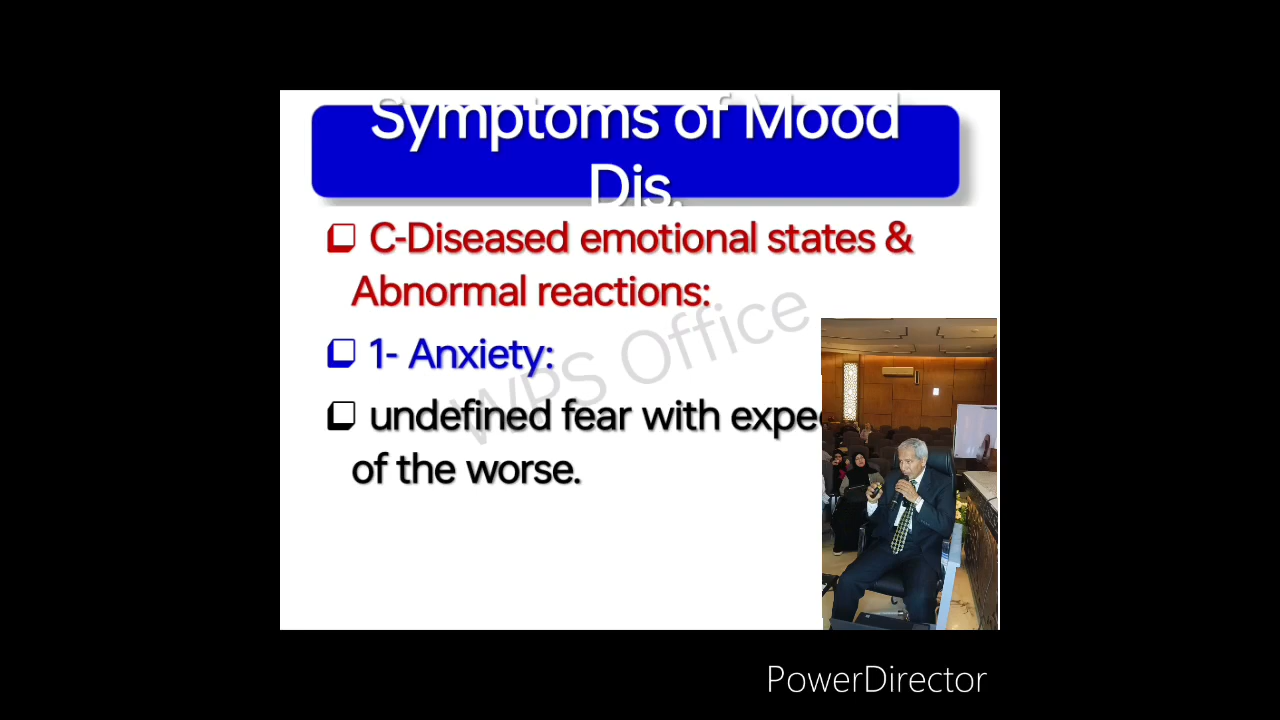 Symptoms of Mood
Dis.
C-Diseased emotional states &
Abnormal reactions:
1- Anxiety:
undefined fear with
of the worse.
WPS Office
PowerDirector